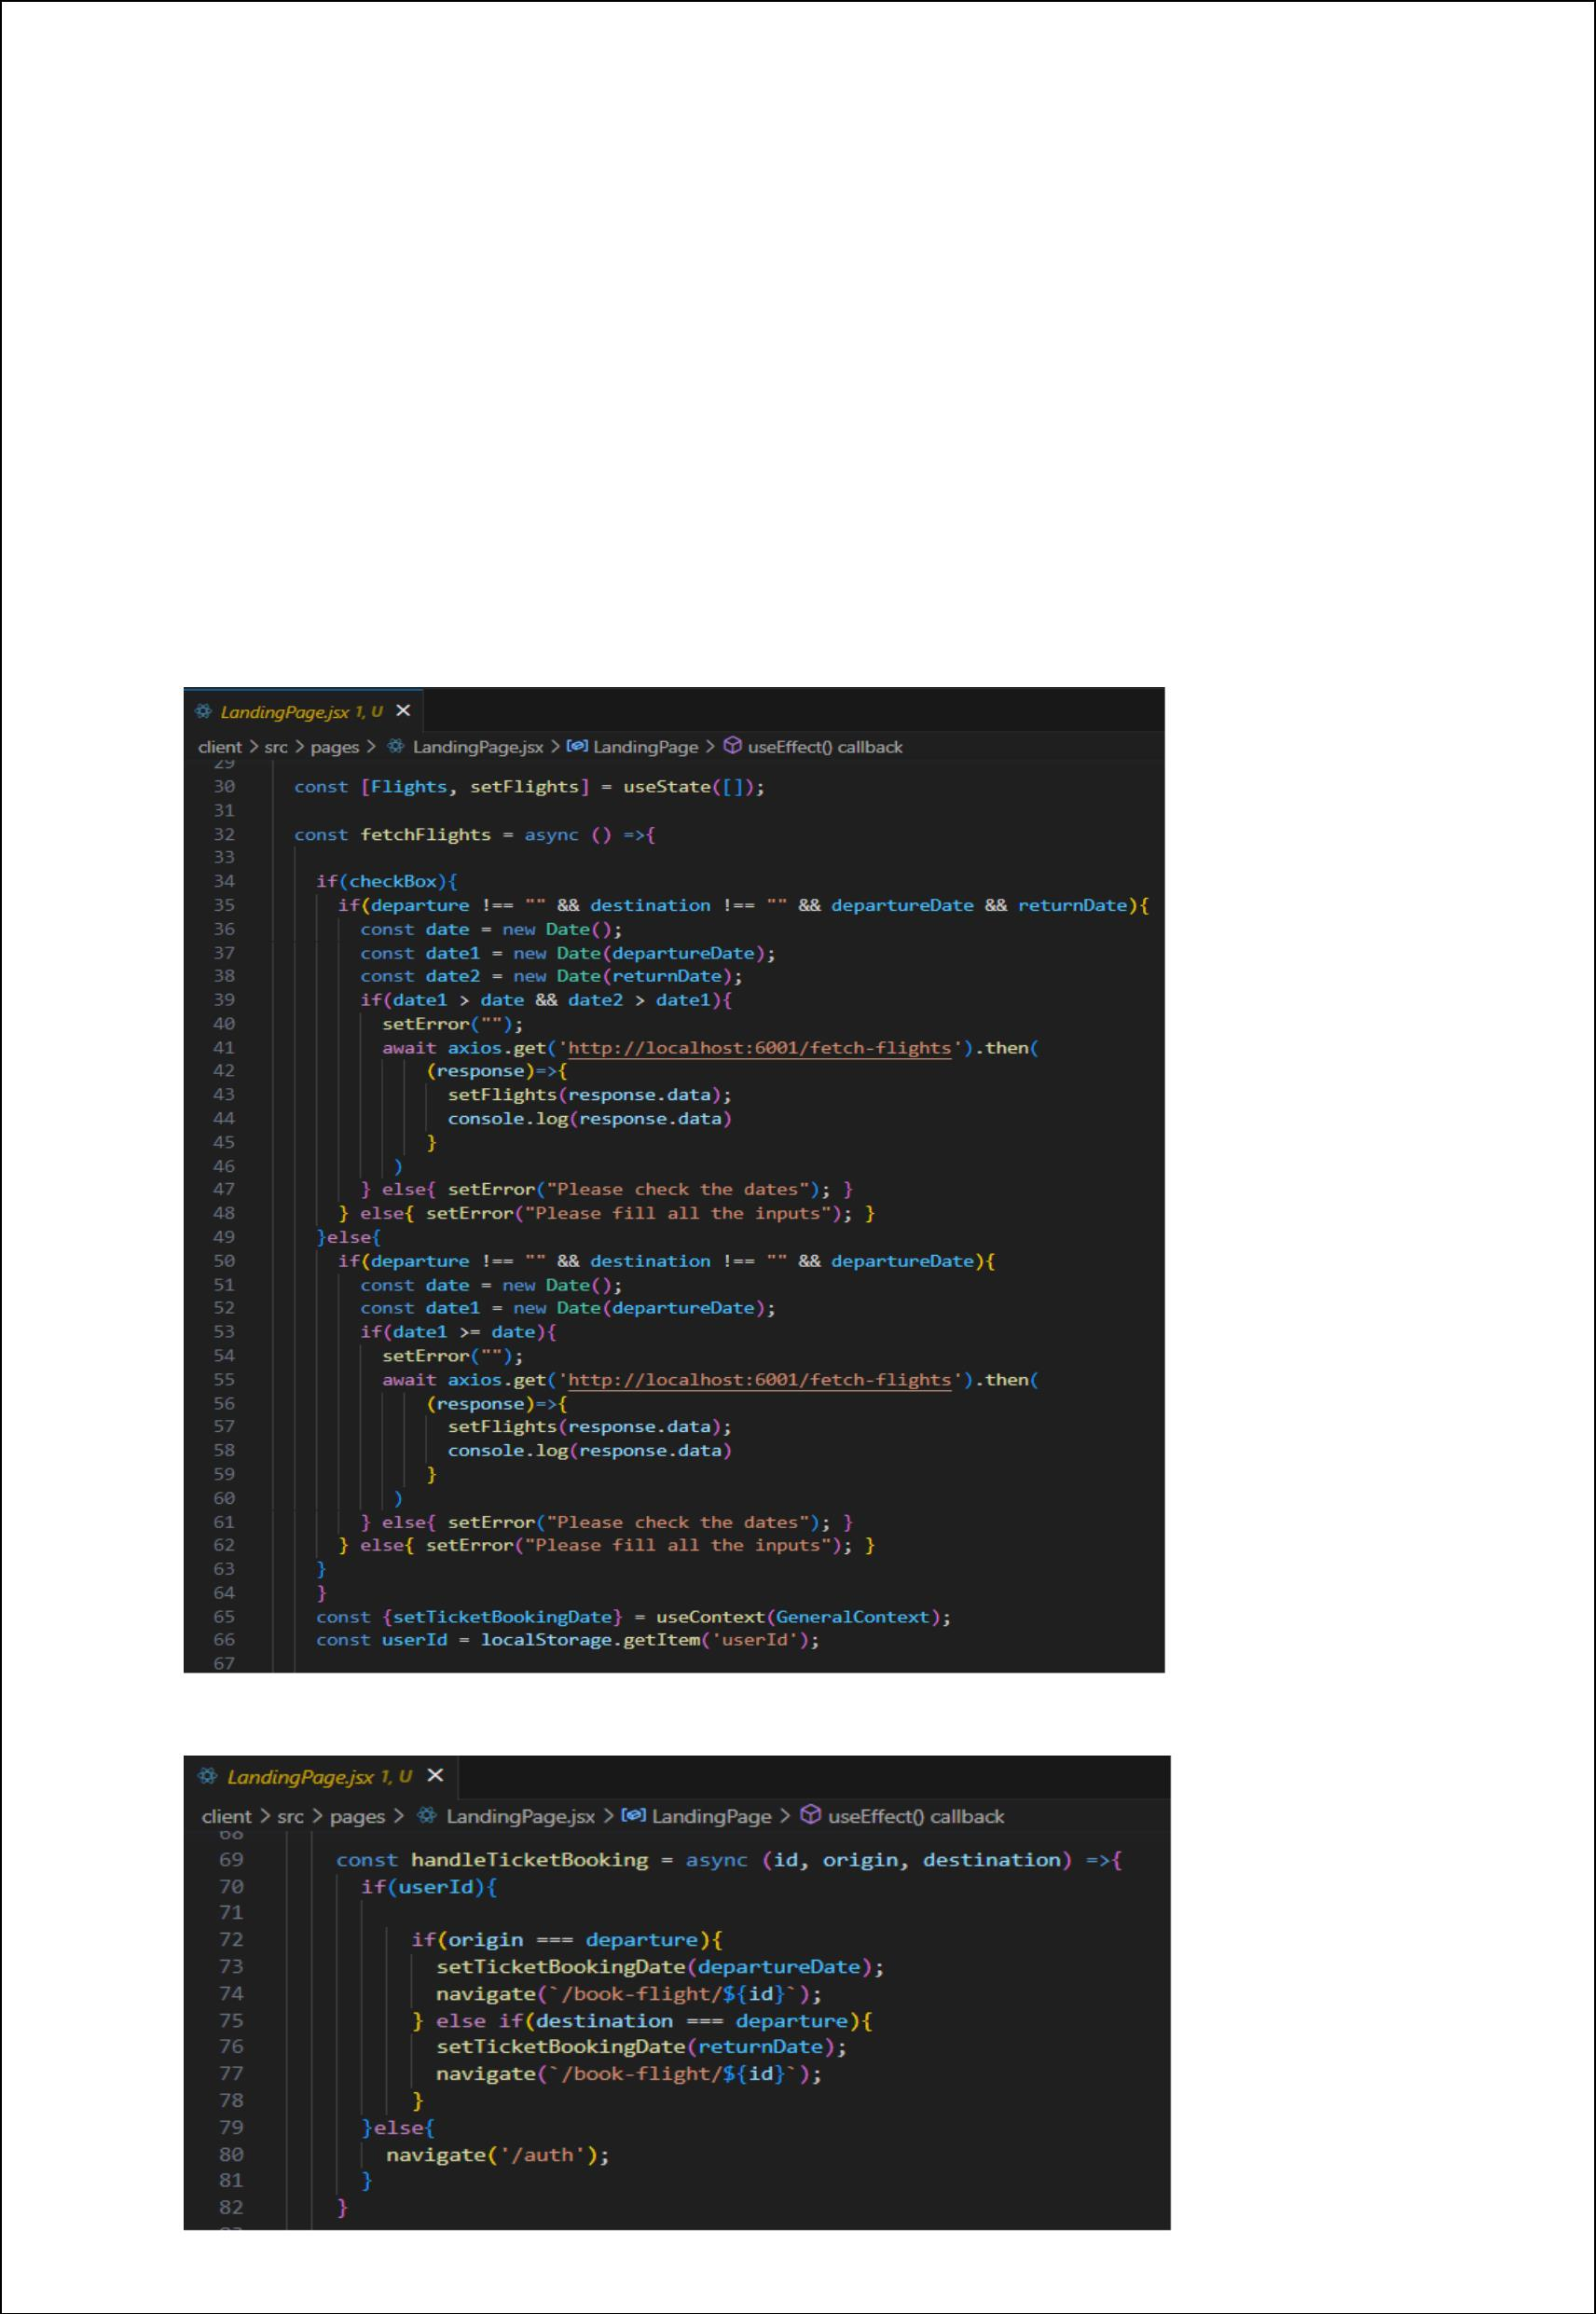 LandingPage.jsx 1, U ✕
client > src > pages > LandingPage.jsx > LandingPage > useEffect() callback
29
30 const [Flights, setFlights] = useState([]);
31
32 const fetchFlights = async () =>{
33
34 if(checkBox){
35 if(departure !== "" && destination !== "" && departureDate && returnDate){
36 const date = new Date();
37 const date1 = new Date(departureDate);
38 const date2 = new Date(returnDate);
39 if(date1 > date && date2 > date1){
40 setError("");
41 await axios.get('http://localhost:6001/fetch-flights').then(
42 (response)=>{
43 setFlights(response.data);
44 console.log(response.data)
45 }
46 )
47 } else{ setError("Please check the dates"); }
48 } else{ setError("Please fill all the inputs"); }
49 }else{
50 if(departure !== "" && destination !== "" && departureDate){
51 const date = new Date();
52 const date1 = new Date(departureDate);
53 if(date1 >= date){
54 setError("");
55 await axios.get('http://localhost:6001/fetch-flights').then(
56 (response)=>{
57 setFlights(response.data);
58 console.log(response.data)
59 }
60 )
61 } else{ setError("Please check the dates"); }
62 } else{ setError("Please fill all the inputs"); }
63 }
64 }
65 const {setTicketBookingDate} = useContext(GeneralContext);
66 const userId = localStorage.getItem('userId');
67
LandingPage.jsx 1, U ✕
client > src > pages > LandingPage.jsx > LandingPage > useEffect() callback
68
69 const handleTicketBooking = async (id, origin, destination) =>{
70 if(userId){
71
72 if(origin === departure){
73 setTicketBookingDate(departureDate);
74 navigate(`/book-flight/${id}`);
75 } else if(destination === departure){
76 setTicketBookingDate(returnDate);
77 navigate(`/book-flight/${id}`);
78 }
79 }else{
80 navigate('/auth');
81 }
82 }